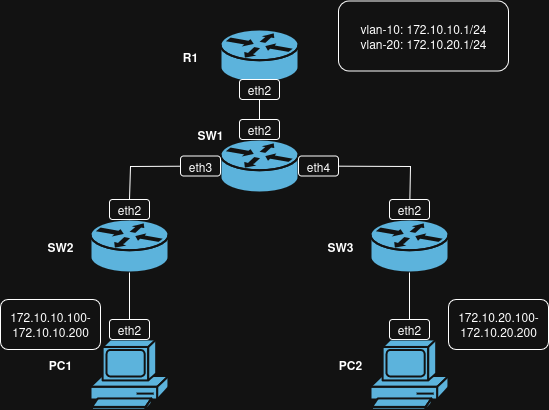 vlan-10: 172.10.10.1/24
vlan-20: 172.10.20.1/24
R1
eth2
eth2
SW1
eth3
eth4
eth2
eth2
SW2
SW3
172.10.10.100-
172.10.10.200
eth2
eth2
172.10.20.100-
172.10.20.200
PC1
PC2